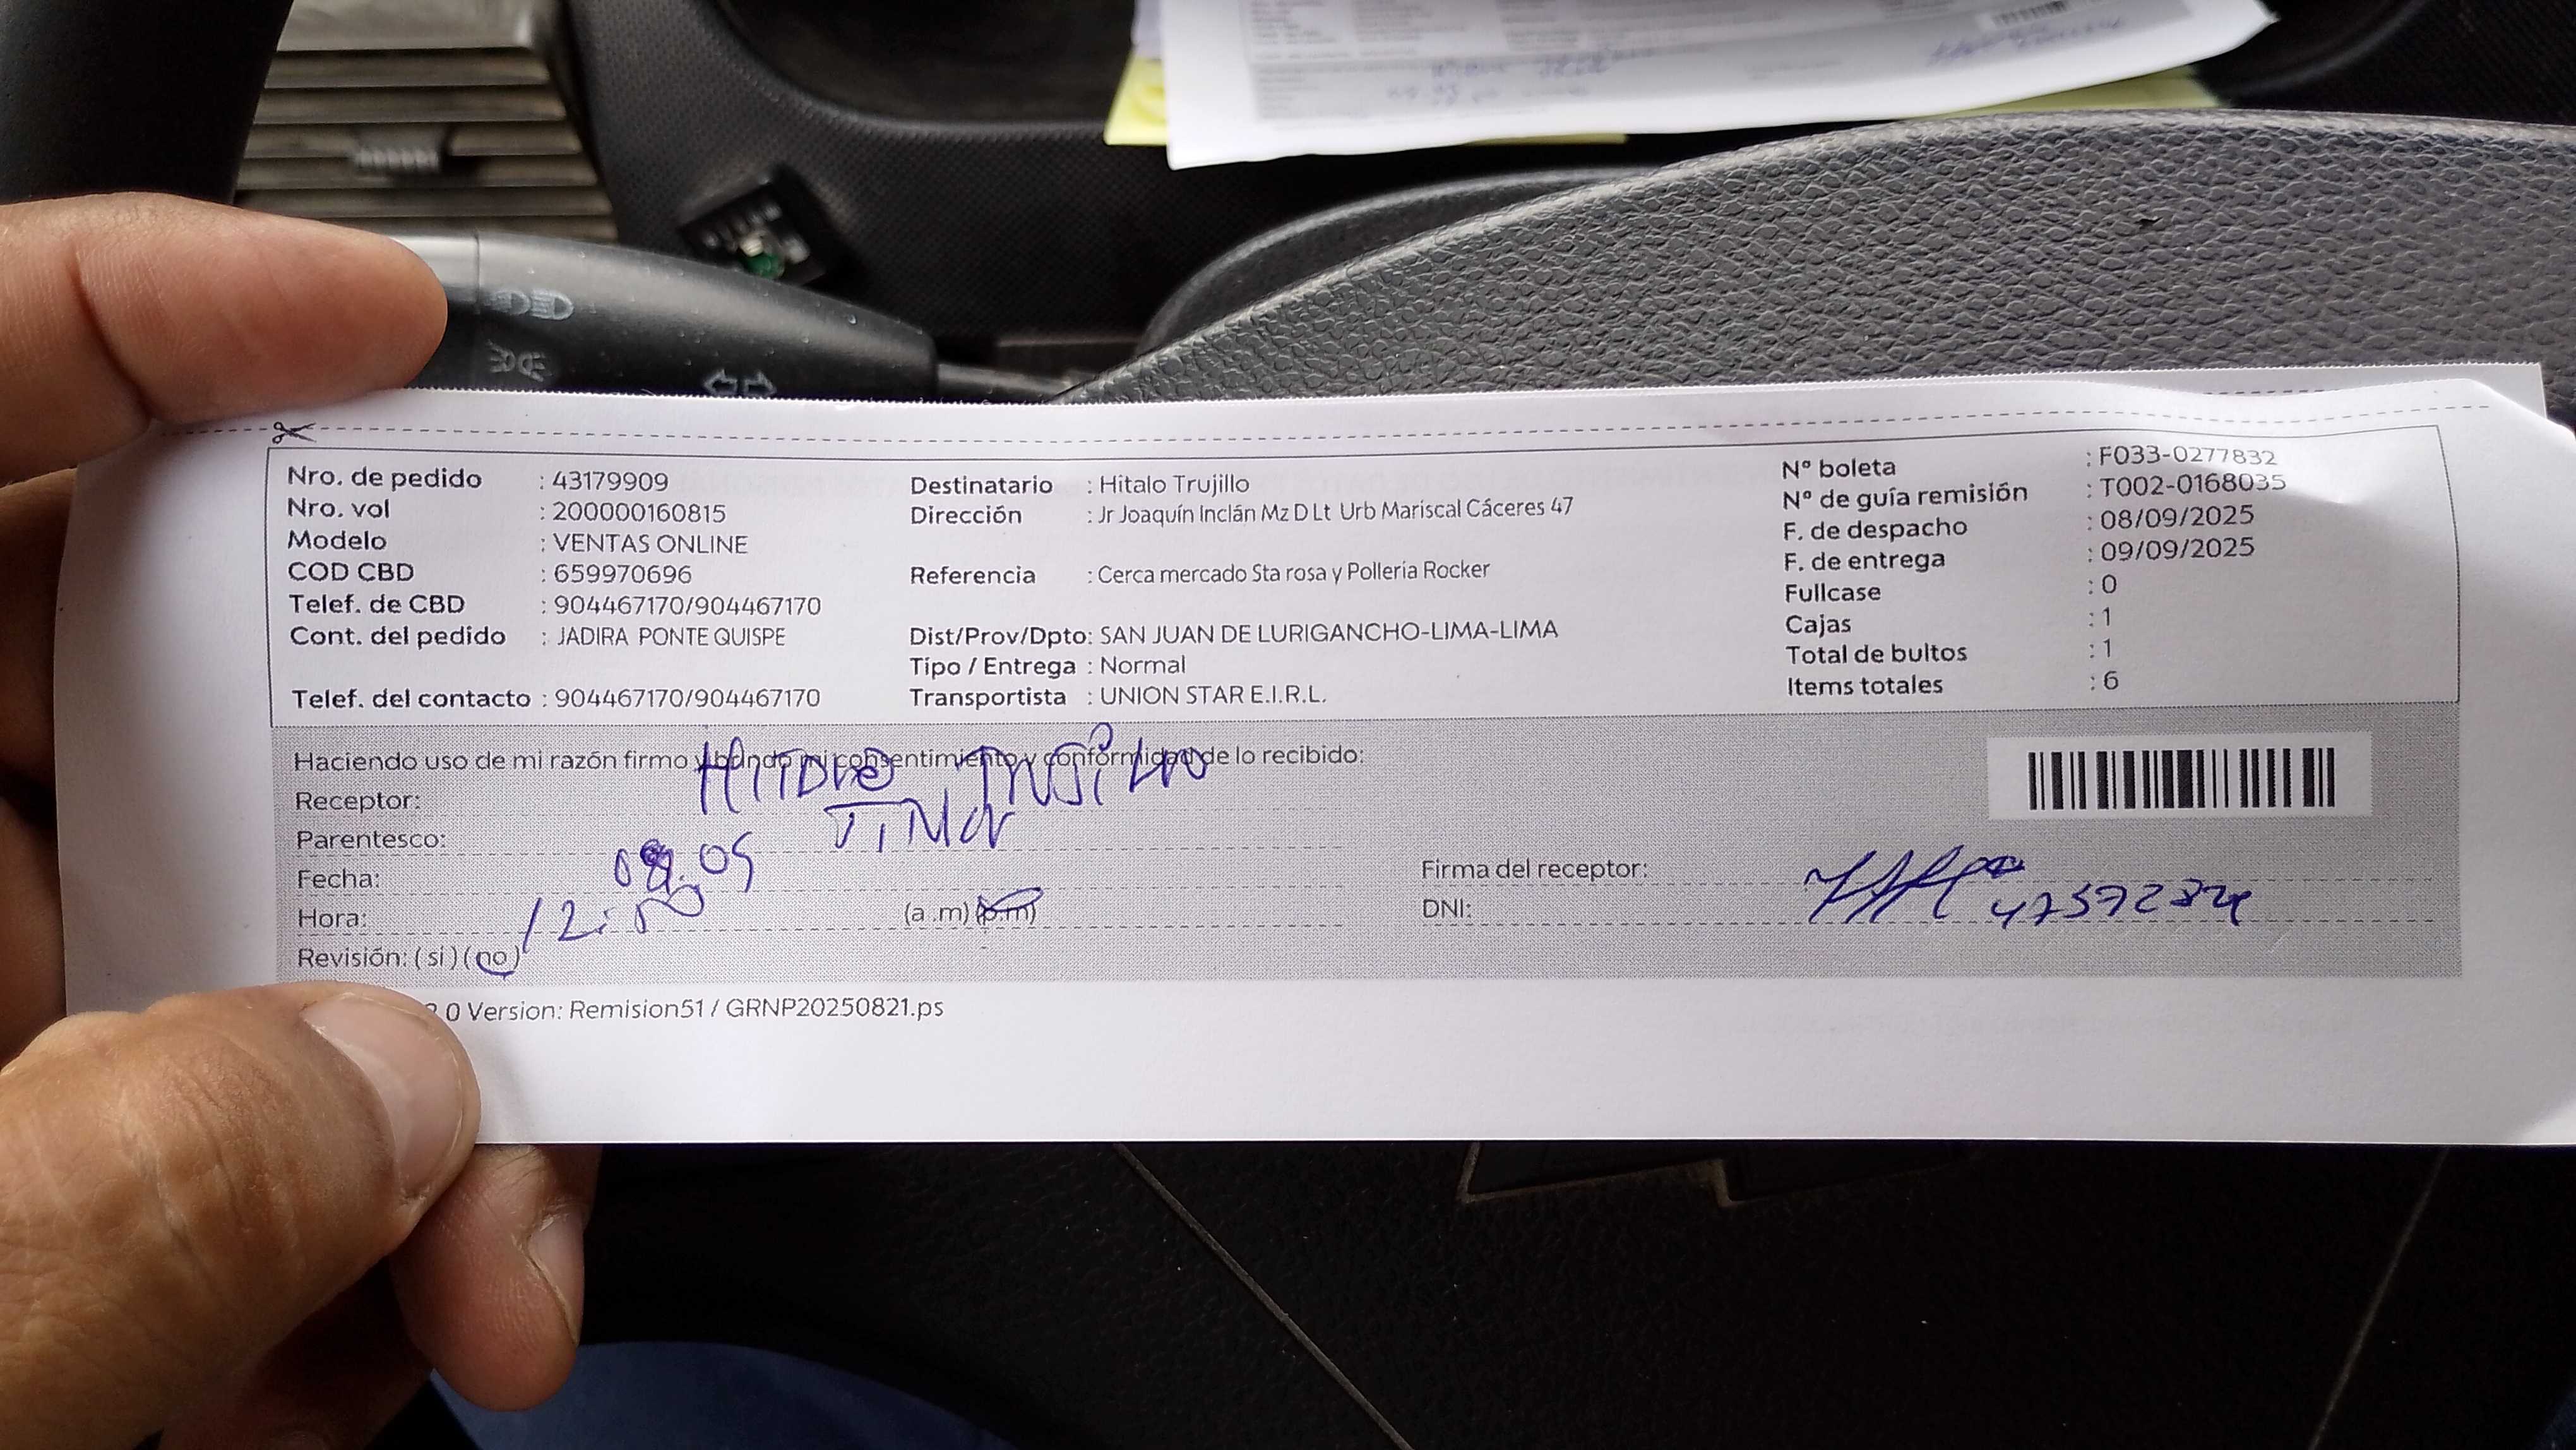 Nro. de pedido : 43179909
Nro. vol : 200000160815
Modelo : VENTAS ONLINE
COD CBD : 659970696
Telef. de CBD : 904467170/904467170
Cont. del pedido : JADIRA PONTE QUISPE
Telef. del contacto : 904467170/904467170
Destinatario : Hitalo Trujillo
Dirección : Jr Joaquín Inclán Mz D Lt Urb Mariscal Cáceres 47
Referencia : Cerca mercado Sta rosa y Polleria Rocker
Dist/Prov/Dpto: SAN JUAN DE LURIGANCHO-LIMA-LIMA
Tipo / Entrega : Normal
Transportista : UNION STAR E.I.R.L.
Nº boleta : F033-0277832
Nº de guía remisión : T002-0168035
F. de despacho : 08/09/2025
F. de entrega : 09/09/2025
Fullcase : 0
Cajas : 1
Total de bultos : 1
Items totales : 6
Haciendo uso de mi razón firmo y bdndo mi consentimiento y conformidad de lo recibido:
Receptor:
Parentesco:
Fecha:
Hora: (a .m) (p.m)
Revisión: (si) (no)
Firma del receptor:
DNI:
0 Version: Remision51 / GRNP20250821.ps